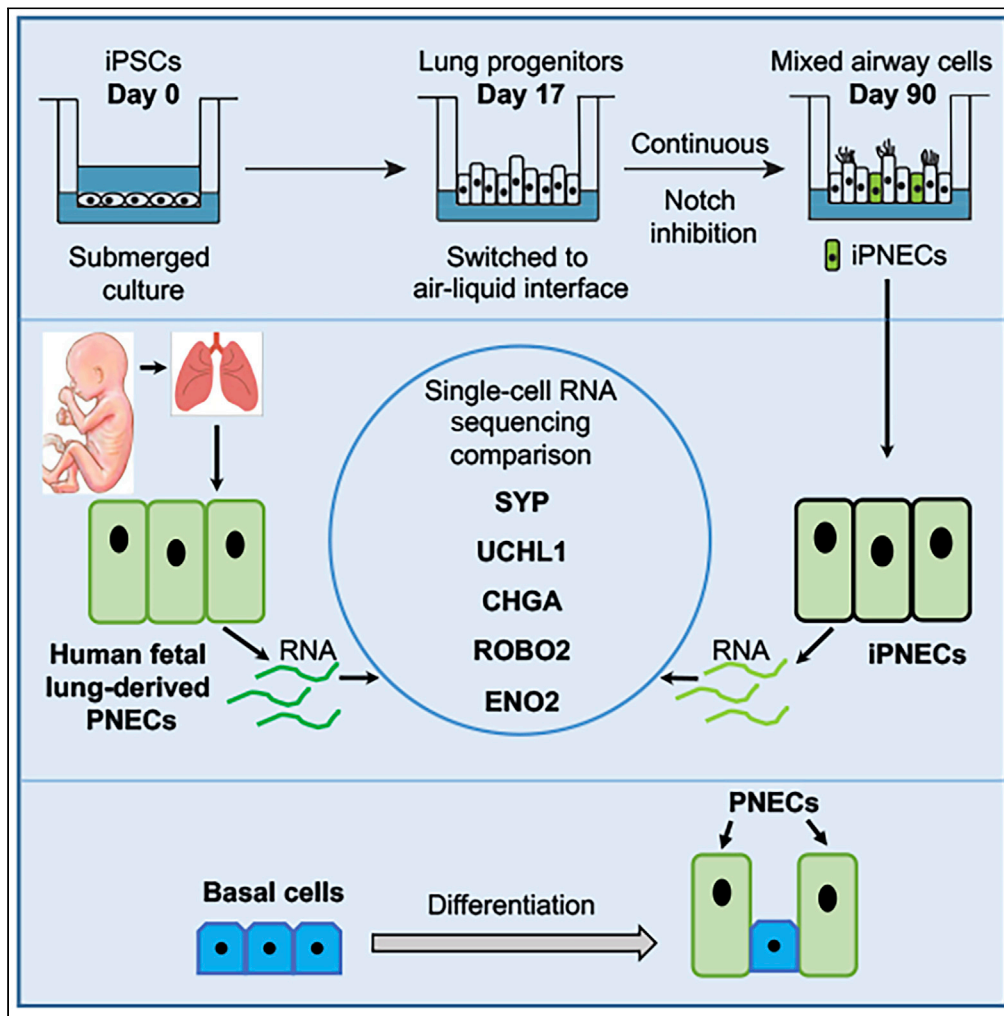 iPSCs
Day 0
Submerged
culture
Lung progenitors
Day 17
Switched to
air-liquid interface
Continuous
Notch
inhibition
Mixed airway cells
Day 90
iPNECs
Human fetal
lung-derived
PNECs
RNA
Single-cell RNA
sequencing
comparison
SYP
UCHL1
CHGA
ROBO2
ENO2
RNA
iPNECs
Basal cells
Differentiation
PNECs